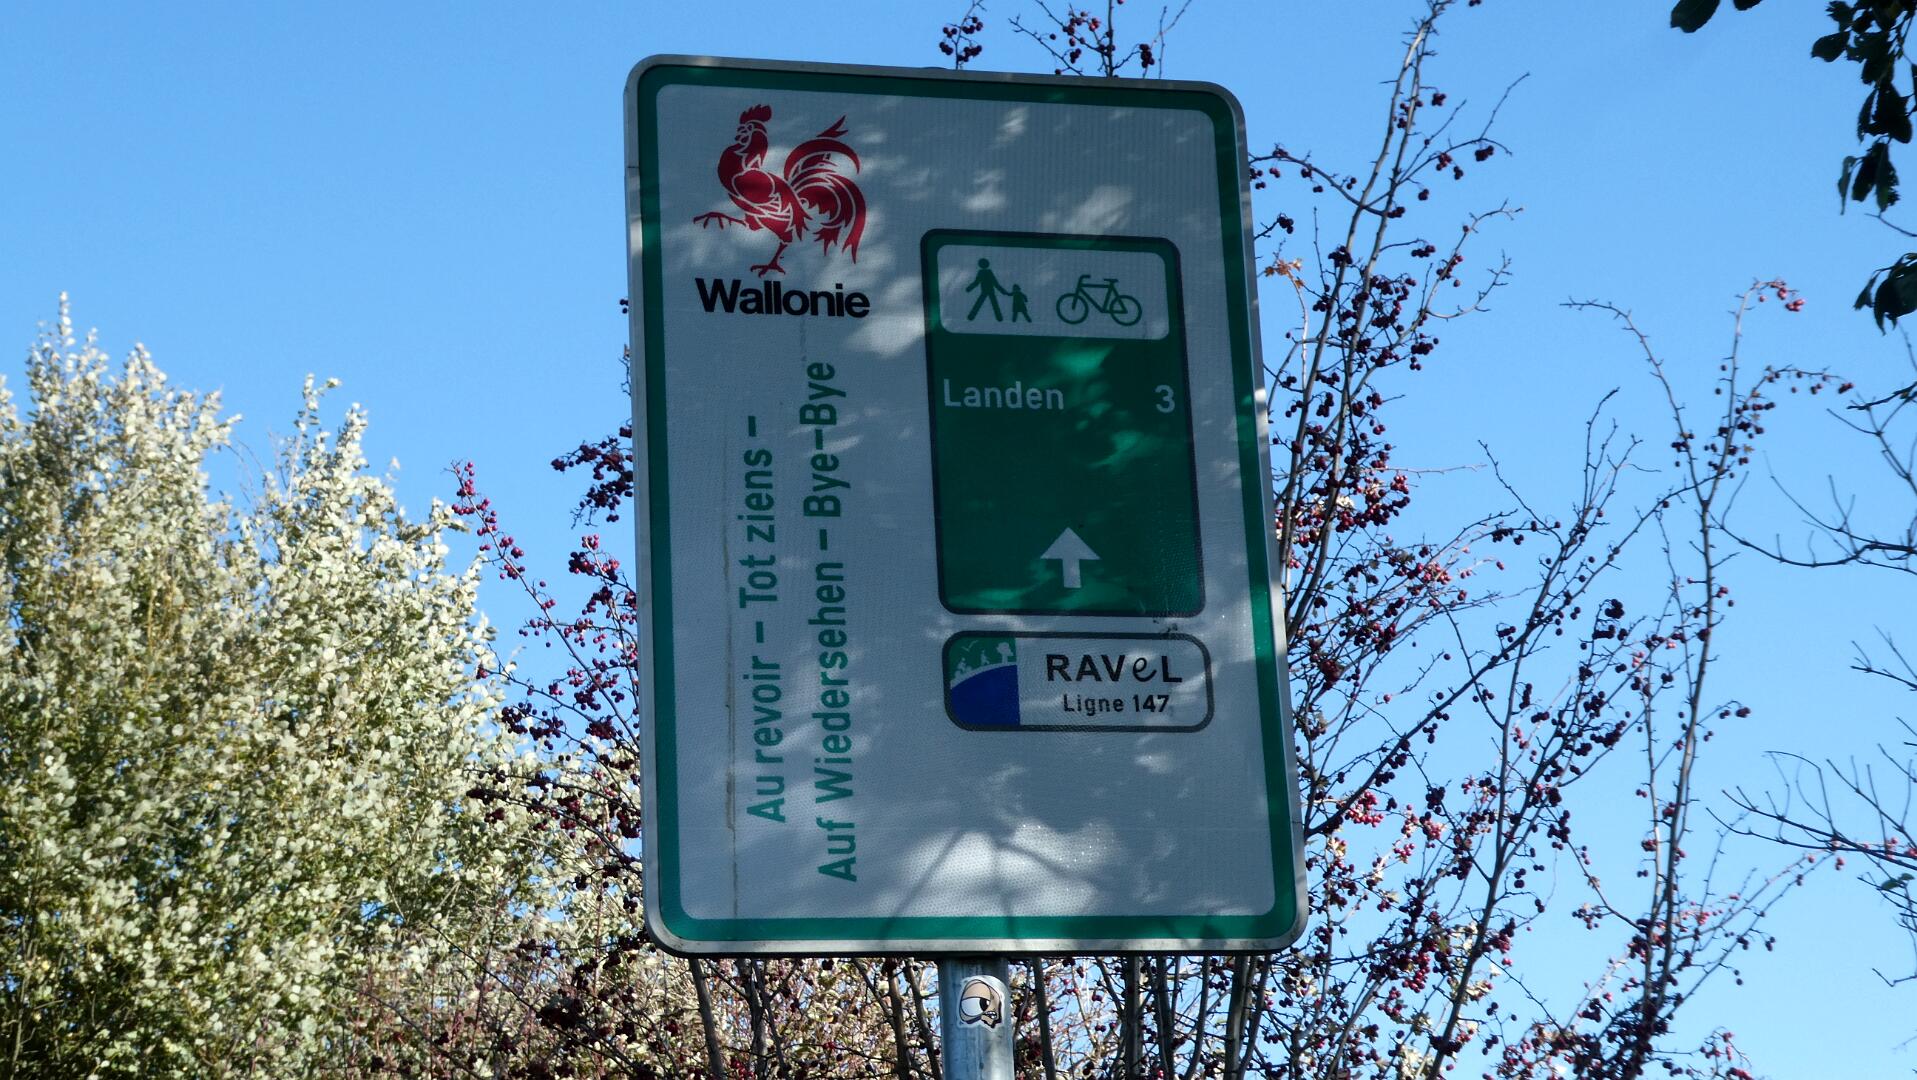 Wallonie
Au revoir – Tot ziens –
Auf Wiedersehen – Bye-Bye
Landen 3
RAVeL
Ligne 147